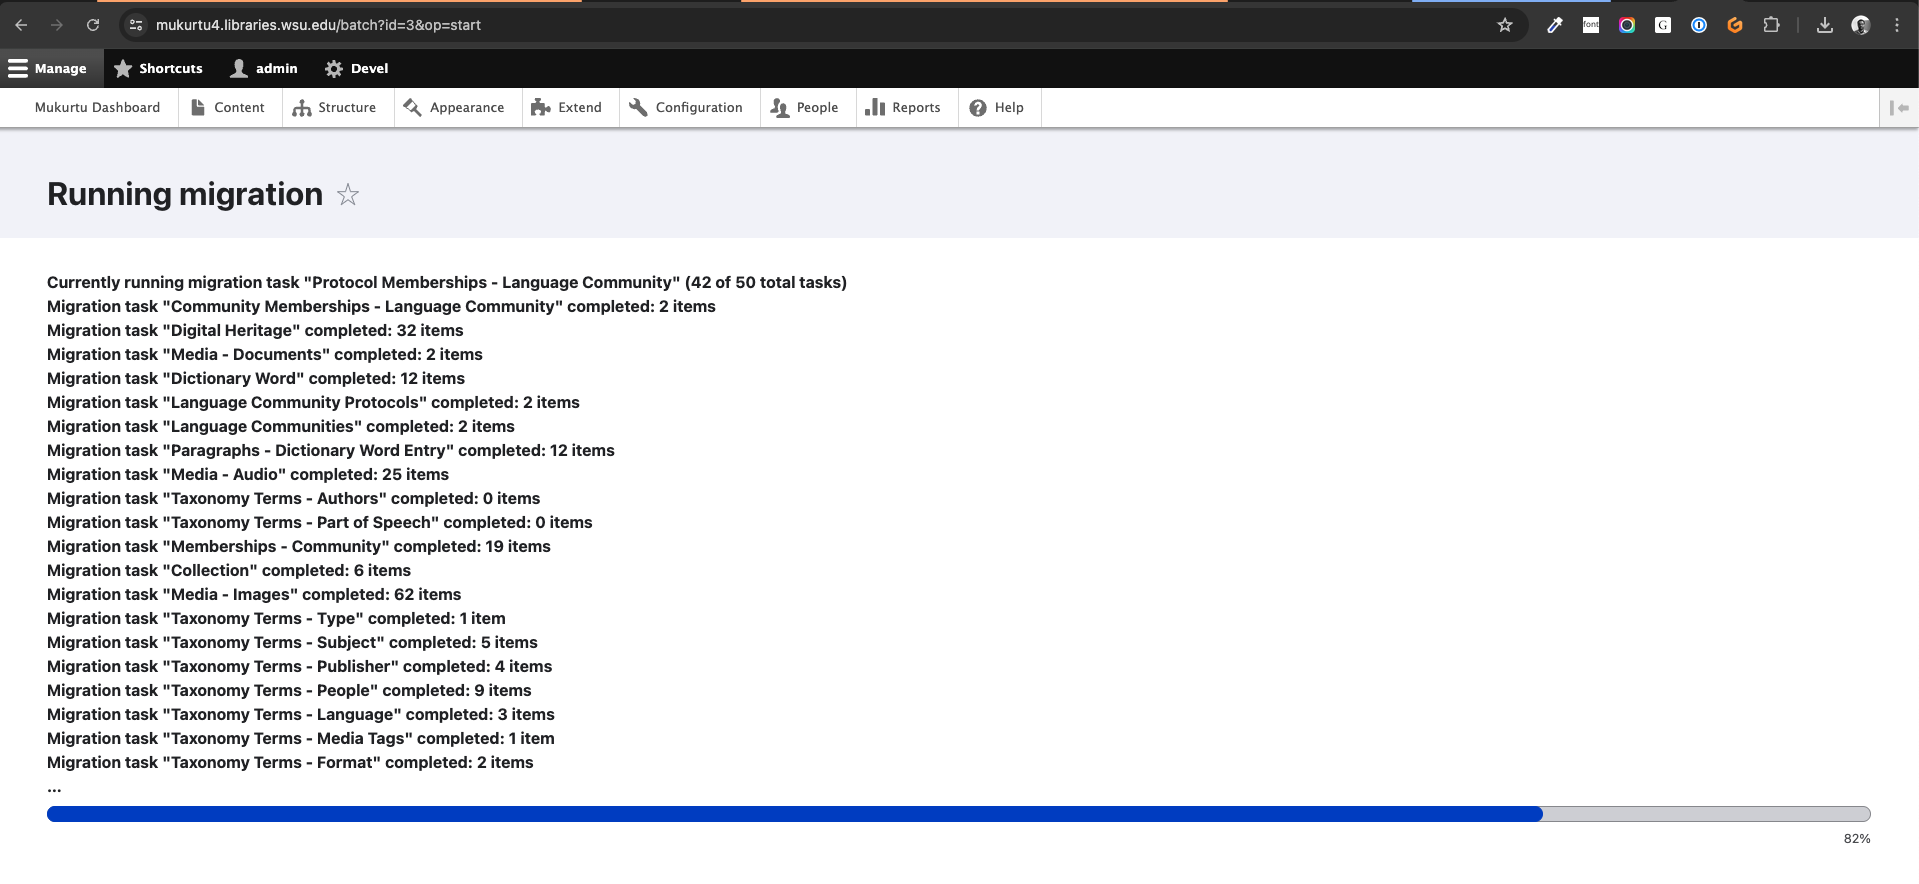 mukurtu4.libraries.wsu.edu/batch?id=3&op=start
font
G
Manage
Shortcuts
admin
Devel
Mukurtu Dashboard
Content
Structure
Appearance
Extend
Configuration
People
Reports
Help
Running migration
Currently running migration task "Protocol Memberships - Language Community" (42 of 50 total tasks)
Migration task "Community Memberships - Language Community" completed: 2 items
Migration task "Digital Heritage" completed: 32 items
Migration task "Media - Documents" completed: 2 items
Migration task "Dictionary Word" completed: 12 items
Migration task "Language Community Protocols" completed: 2 items
Migration task "Language Communities" completed: 2 items
Migration task "Paragraphs - Dictionary Word Entry" completed: 12 items
Migration task "Media - Audio" completed: 25 items
Migration task "Taxonomy Terms - Authors" completed: 0 items
Migration task "Taxonomy Terms - Part of Speech" completed: 0 items
Migration task "Memberships - Community" completed: 19 items
Migration task "Collection" completed: 6 items
Migration task "Media - Images" completed: 62 items
Migration task "Taxonomy Terms - Type" completed: 1 item
Migration task "Taxonomy Terms - Subject" completed: 5 items
Migration task "Taxonomy Terms - Publisher" completed: 4 items
Migration task "Taxonomy Terms - People" completed: 9 items
Migration task "Taxonomy Terms - Language" completed: 3 items
Migration task "Taxonomy Terms - Media Tags" completed: 1 item
Migration task "Taxonomy Terms - Format" completed: 2 items
...
82%